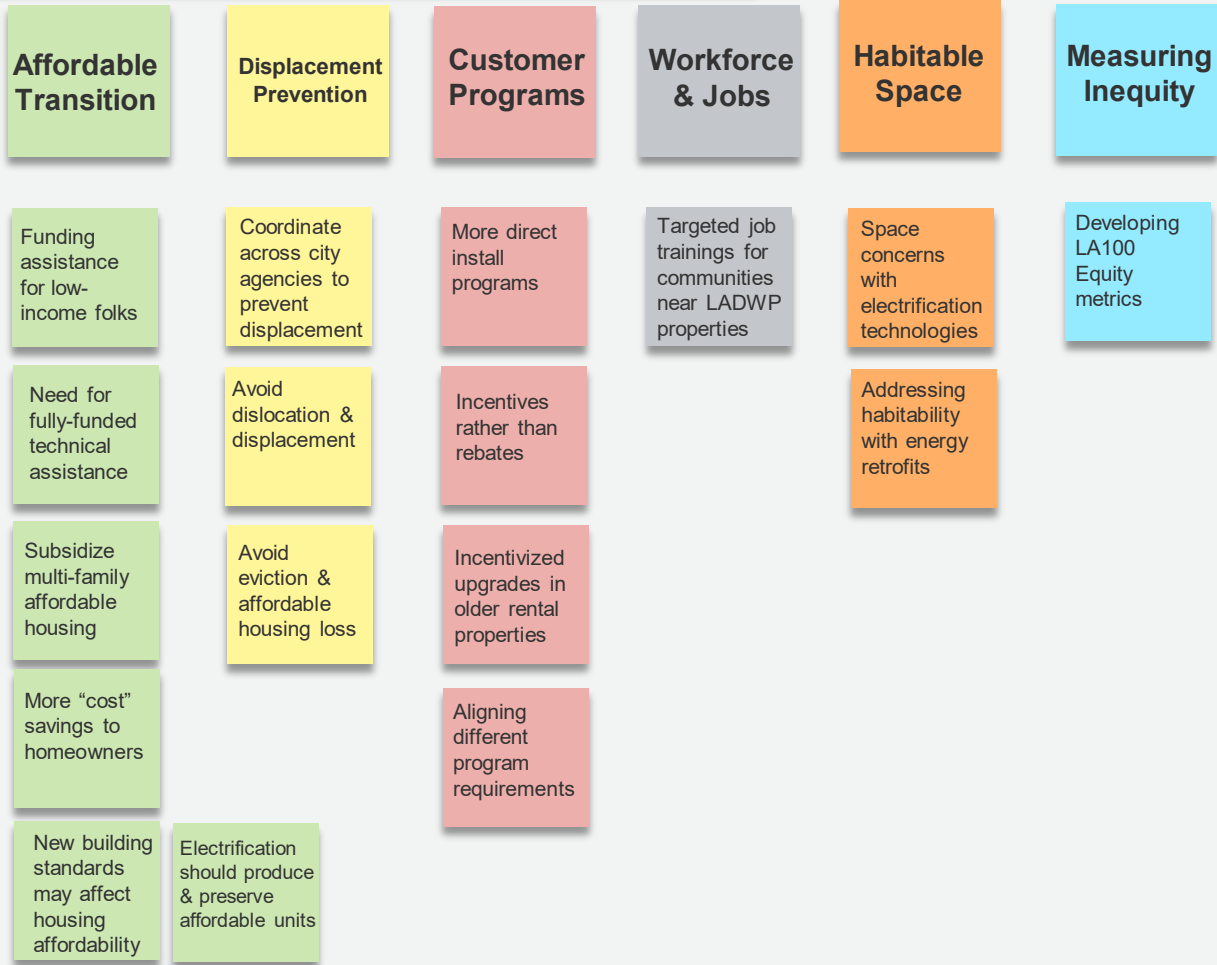 Affordable
Transition
Displacement
Prevention
Customer
Programs
Workforce
& Jobs
Habitable
Space
Measuring
Inequity
Funding
assistance
for low-
income folks
Need for
fully-funded
technical
assistance
Subsidize
multi-family
affordable
housing
More “cost”
savings to
homeowners
New building
standards
may affect
housing
affordability
Electrification
should produce
& preserve
affordable units
Coordinate
across city
agencies to
prevent
displacement
Avoid
dislocation &
displacement
Avoid
eviction &
affordable
housing loss
More direct
install
programs
Incentives
rather than
rebates
Incentivized
upgrades in
older rental
properties
Aligning
different
program
requirements
Targeted job
trainings for
communities
near LADWP
properties
Space
concerns
with
electrification
technologies
Addressing
habitability
with energy
retrofits
Developing
LA100
Equity
metrics